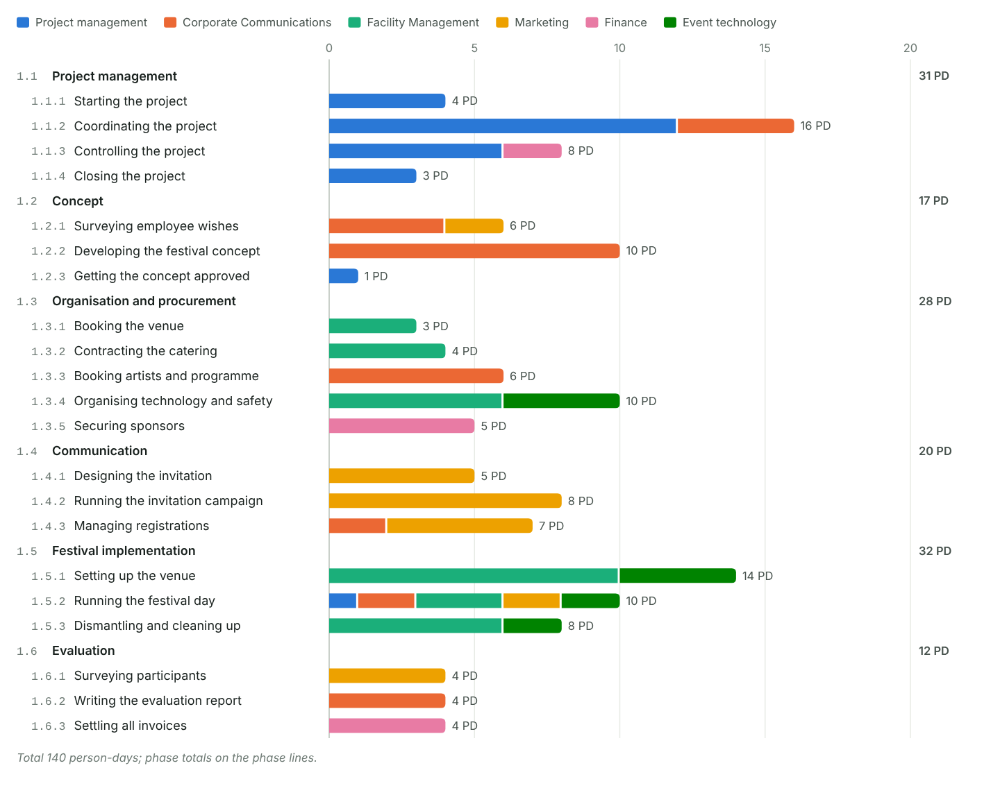 Project management Corporate Communications Facility Management Marketing Finance Event technology
0 5 10 15 20
1.1 Project management 31 PD
1.1.1 Starting the project 4 PD
1.1.2 Coordinating the project 16 PD
1.1.3 Controlling the project 8 PD
1.1.4 Closing the project 3 PD
1.2 Concept 17 PD
1.2.1 Surveying employee wishes 6 PD
1.2.2 Developing the festival concept 10 PD
1.2.3 Getting the concept approved 1 PD
1.3 Organisation and procurement 28 PD
1.3.1 Booking the venue 3 PD
1.3.2 Contracting the catering 4 PD
1.3.3 Booking artists and programme 6 PD
1.3.4 Organising technology and safety 10 PD
1.3.5 Securing sponsors 5 PD
1.4 Communication 20 PD
1.4.1 Designing the invitation 5 PD
1.4.2 Running the invitation campaign 8 PD
1.4.3 Managing registrations 7 PD
1.5 Festival implementation 32 PD
1.5.1 Setting up the venue 14 PD
1.5.2 Running the festival day 10 PD
1.5.3 Dismantling and cleaning up 8 PD
1.6 Evaluation 12 PD
1.6.1 Surveying participants 4 PD
1.6.2 Writing the evaluation report 4 PD
1.6.3 Settling all invoices 4 PD
Total 140 person-days; phase totals on the phase lines.